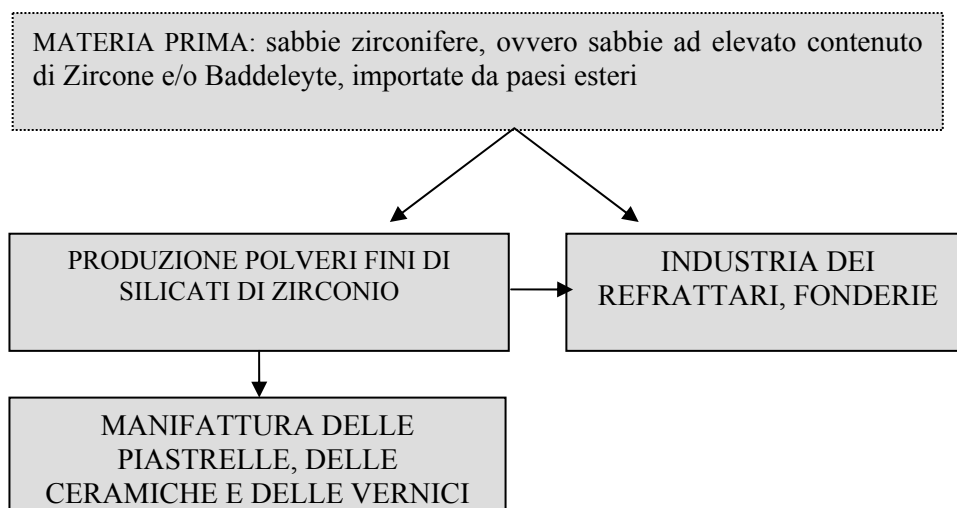 MATERIA PRIMA: sabbie zirconifere, ovvero sabbie ad elevato contenuto
di Zircone e/o Baddeleyte, importate da paesi esteri
PRODUZIONE POLVERI FINI DI
SILICATI DI ZIRCONIO
INDUSTRIA DEI
REFRATTARI, FONDERIE
MANIFATTURA DELLE
PIASTRELLE, DELLE
CERAMICHE E DELLE VERNICI